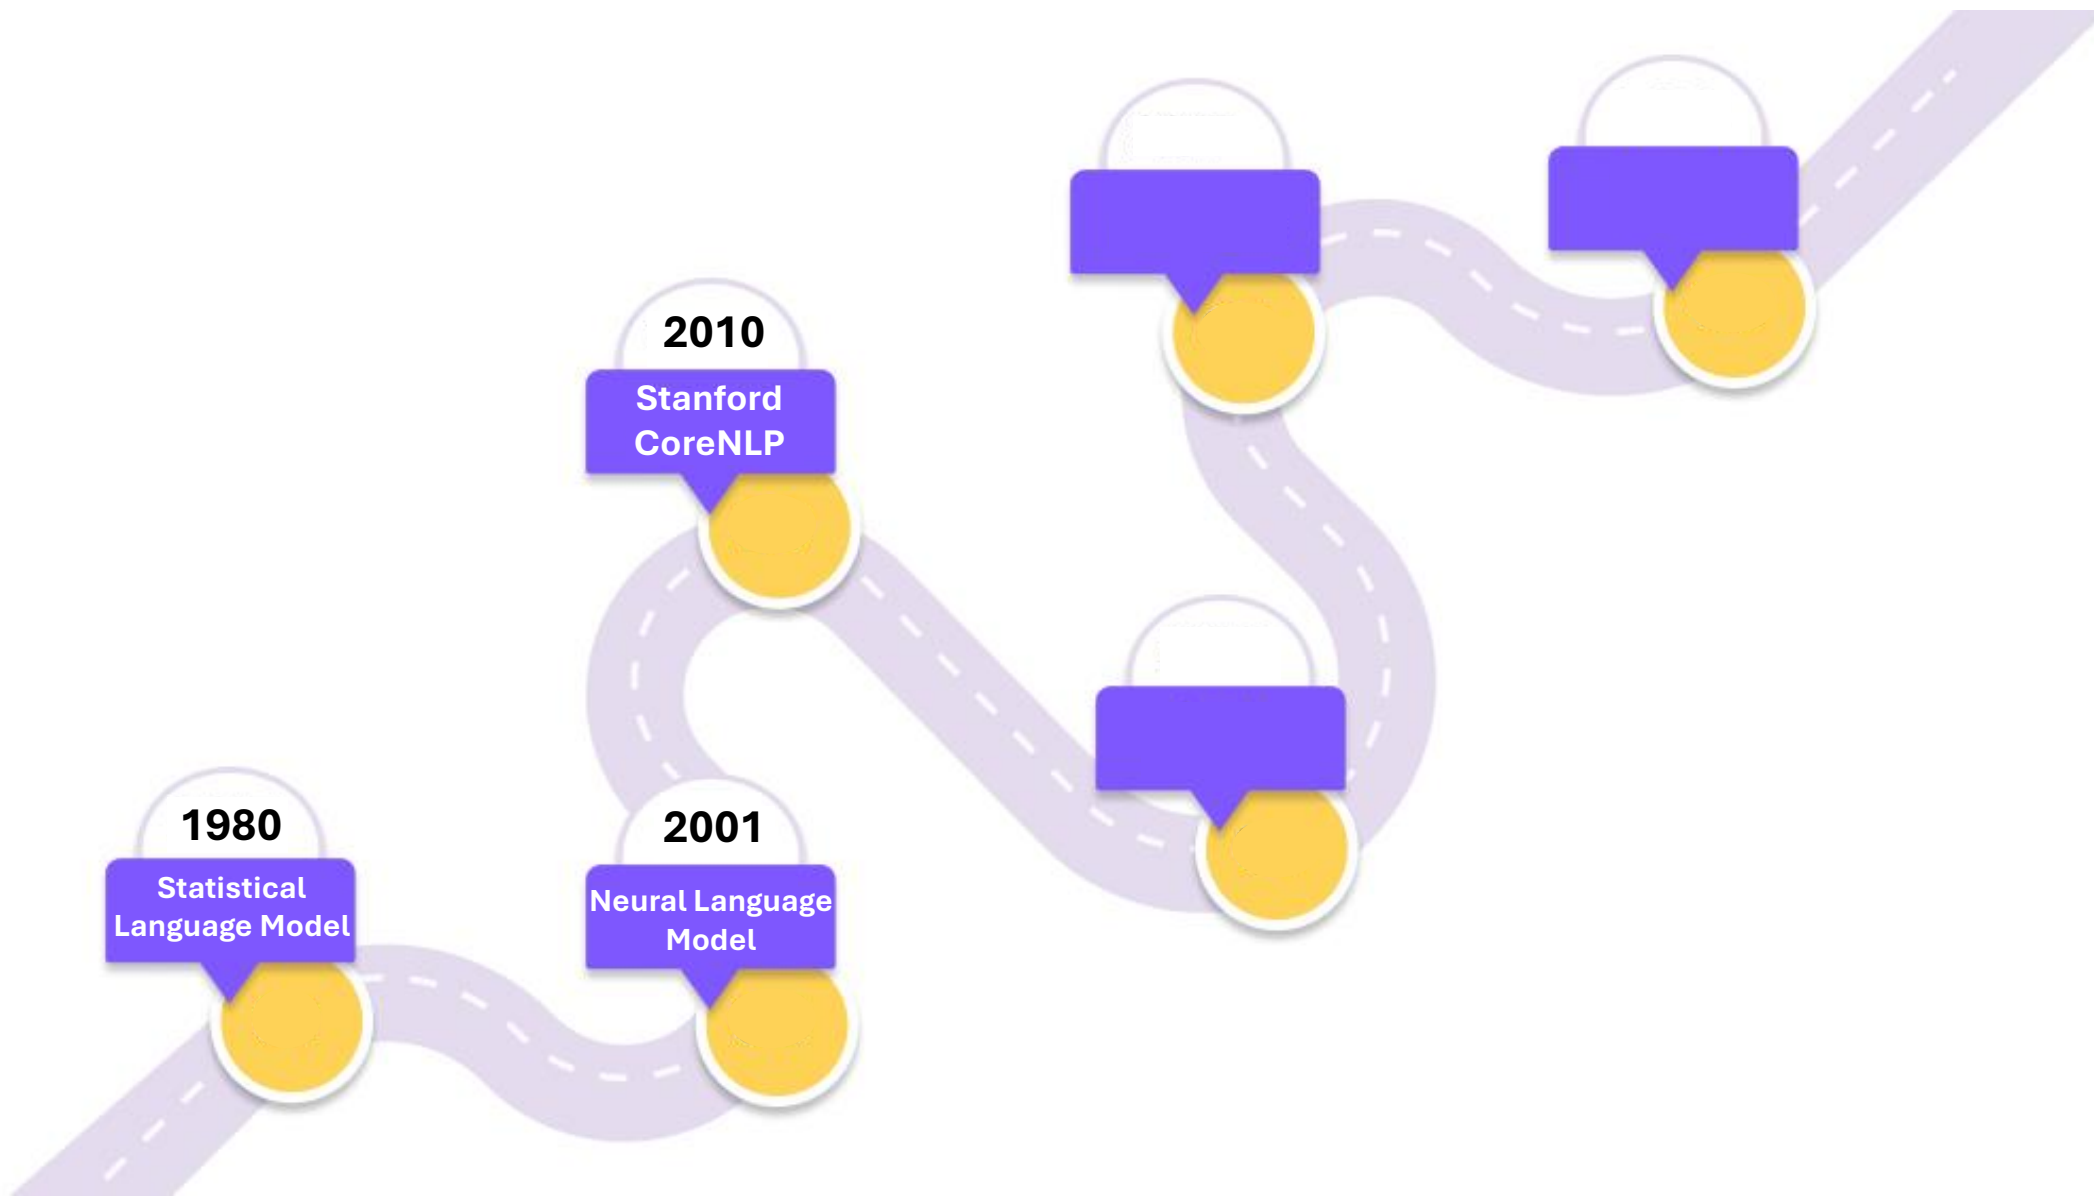 1980
Statistical
Language Model
2001
Neural Language
Model
2010
Stanford
CoreNLP